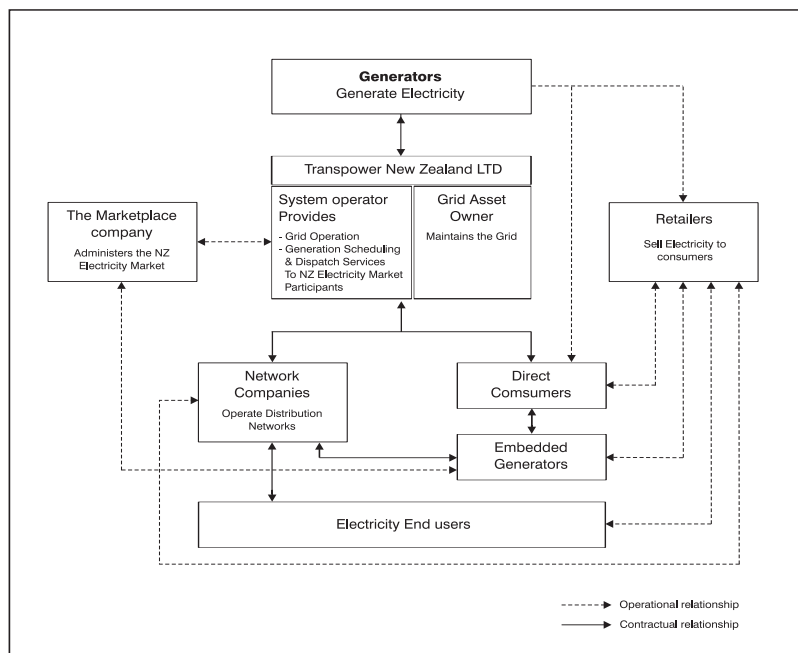 Generators
Generate Electricity
Transpower New Zealand LTD
System operator
Provides
- Grid Operation
- Generation Scheduling
& Dispatch Services
To NZ Electricity Market
Participants
Grid Asset
Owner
Maintains the Grid
The Marketplace
company
Administers the NZ
Electricity Market
Retailers
Sell Electricity to
consumers
Network
Companies
Operate Distribution
Networks
Direct
Comsumers
Embedded
Generators
Electricity End users
Operational relationship
Contractual relationship